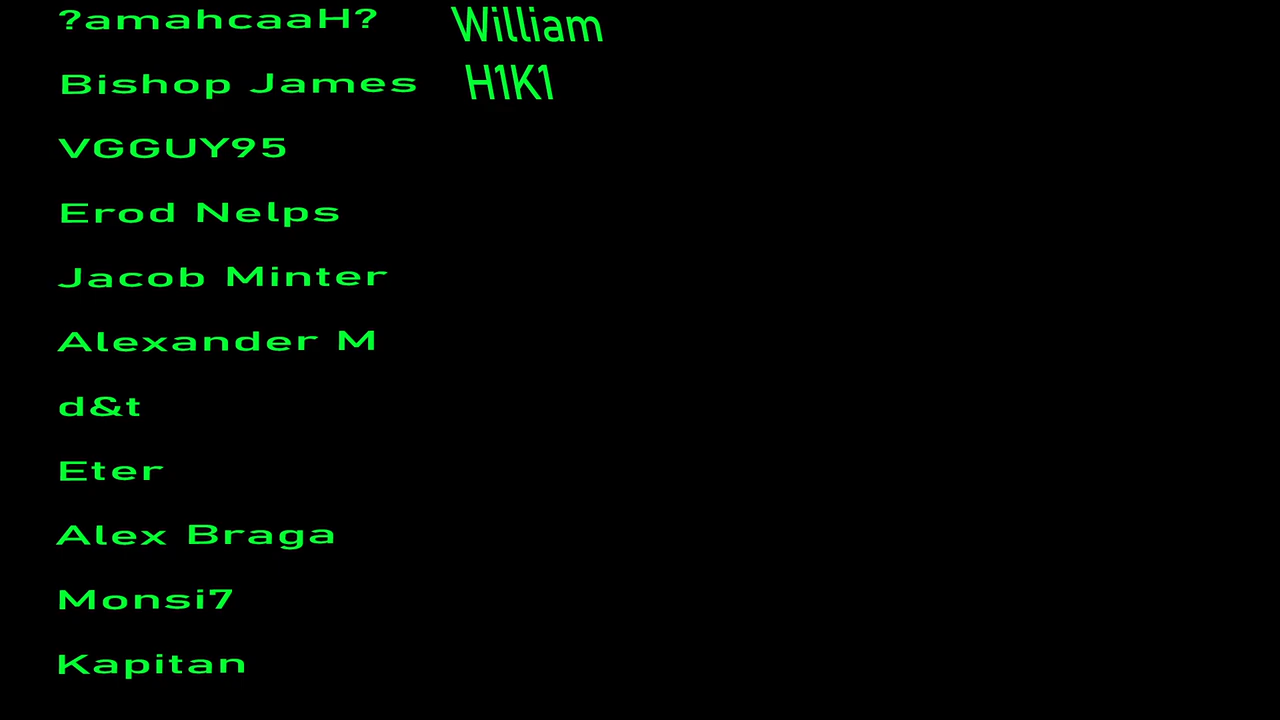 ?amahcaaH?
Bishop James
VGGUY95
Erod Nelps
Jacob Minter
Alexander M
d&t
Eter
Alex Braga
Monsi7
Kapitan
William
H1K1